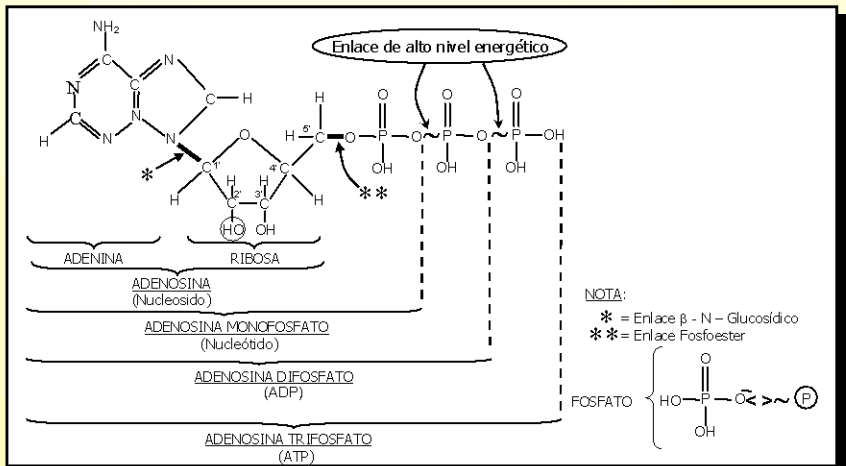 NH₂
Enlace de alto nivel energético
N C N
N C
C N C H
H C N N
H O O O
H C 5' O P O ~ P O ~ P OH
H OH OH OH
O
* C 1' 4' C
H H H H
C 2' 3' C
HO OH
**
ADENINA RIBOSA
ADENOSINA
(Nucleosido)
ADENOSINA MONOFOSFATO
(Nucleótido)
ADENOSINA DIFOSFATO
(ADP)
ADENOSINA TRIFOSFATO
(ATP)
NOTA:
* = Enlace β - N – Glucosídico
** = Enlace Fosfoester
O
FOSFATO HO P O⁻ < > ~ P
OH